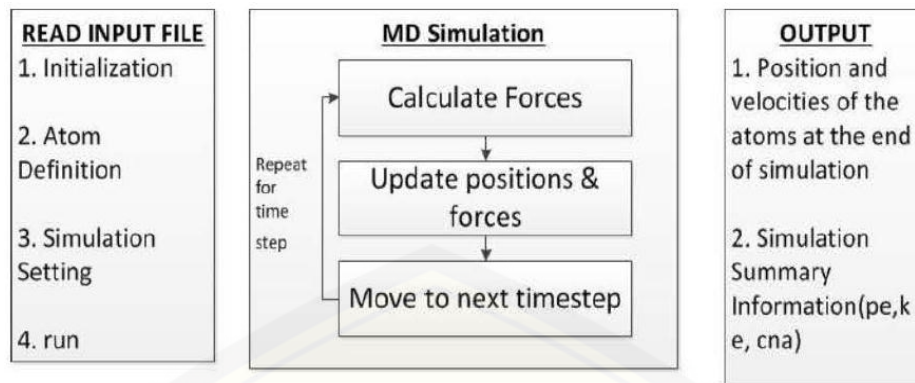 READ INPUT FILE
1. Initialization
2. Atom
Definition
3. Simulation
Setting
4. run
MD Simulation
Calculate Forces
Repeat
for
time
step
Update positions &
forces
Move to next timestep
OUTPUT
1. Position and
velocities of the
atoms at the end
of simulation
2. Simulation
Summary
Information(pe,k
e, cna)